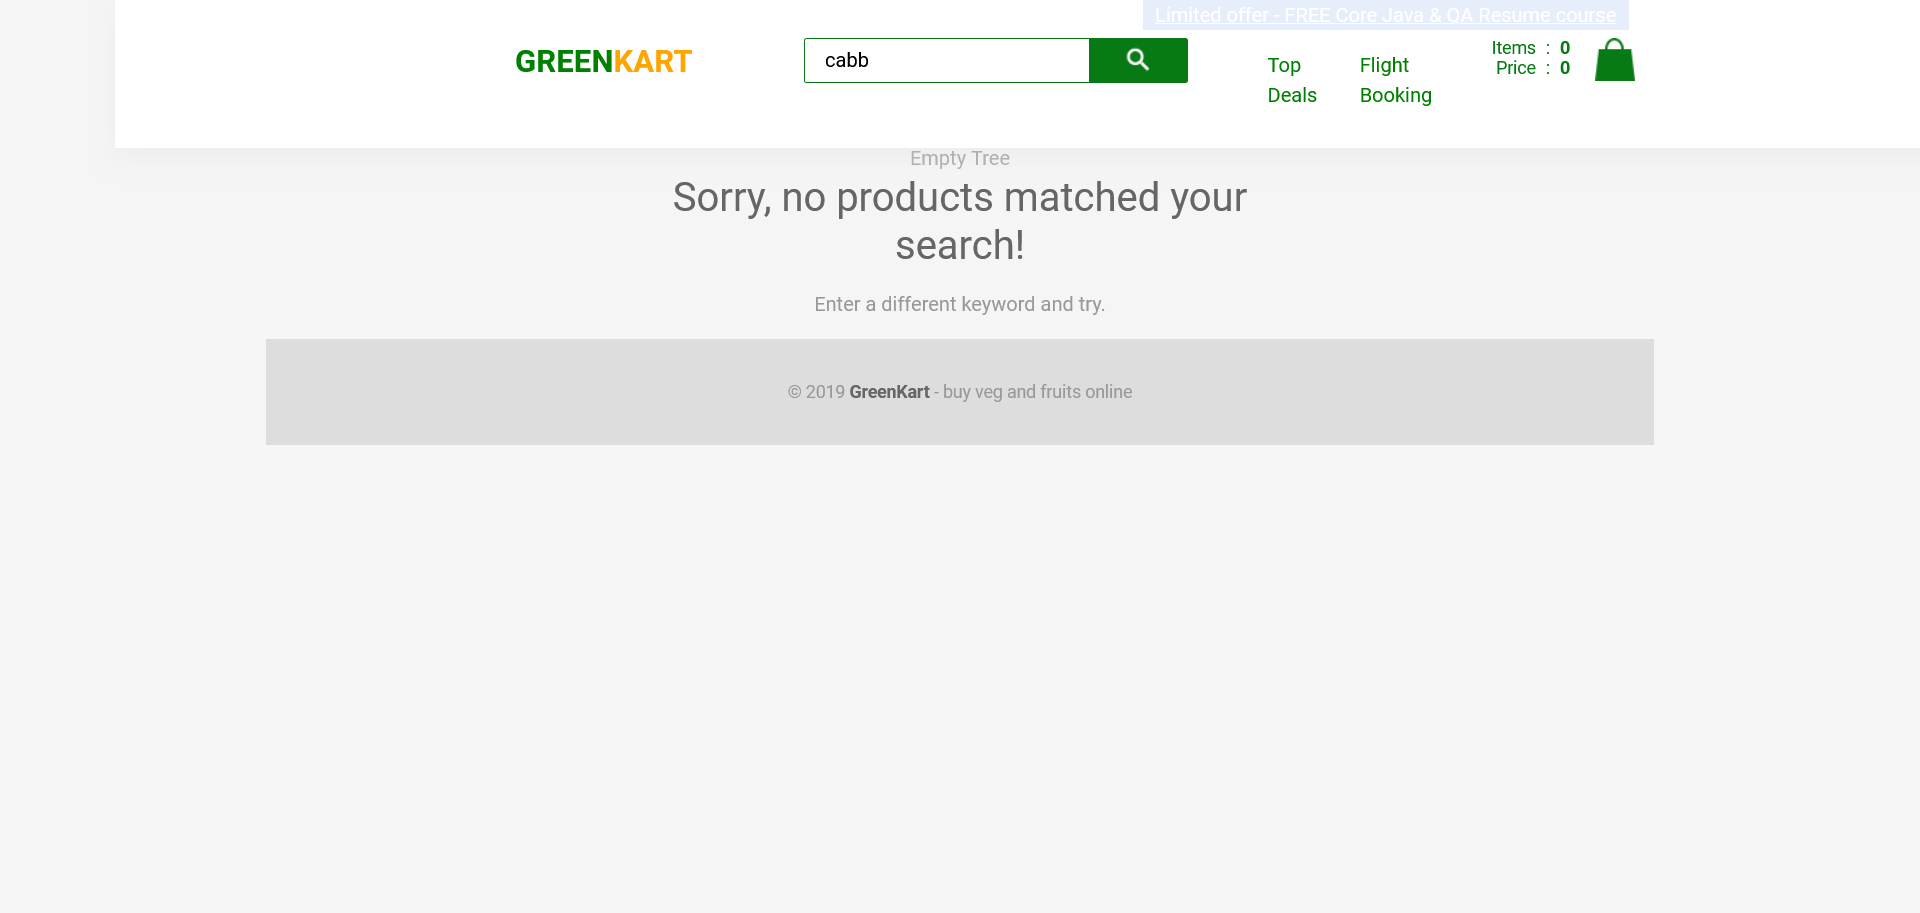 Limited offer - FREE Core Java & QA Resume course
GREENKART
cabb
Top Deals
Flight Booking
Items : 0
Price : 0
Empty Tree
Sorry, no products matched your
search!
Enter a different keyword and try.
© 2019 GreenKart - buy veg and fruits online